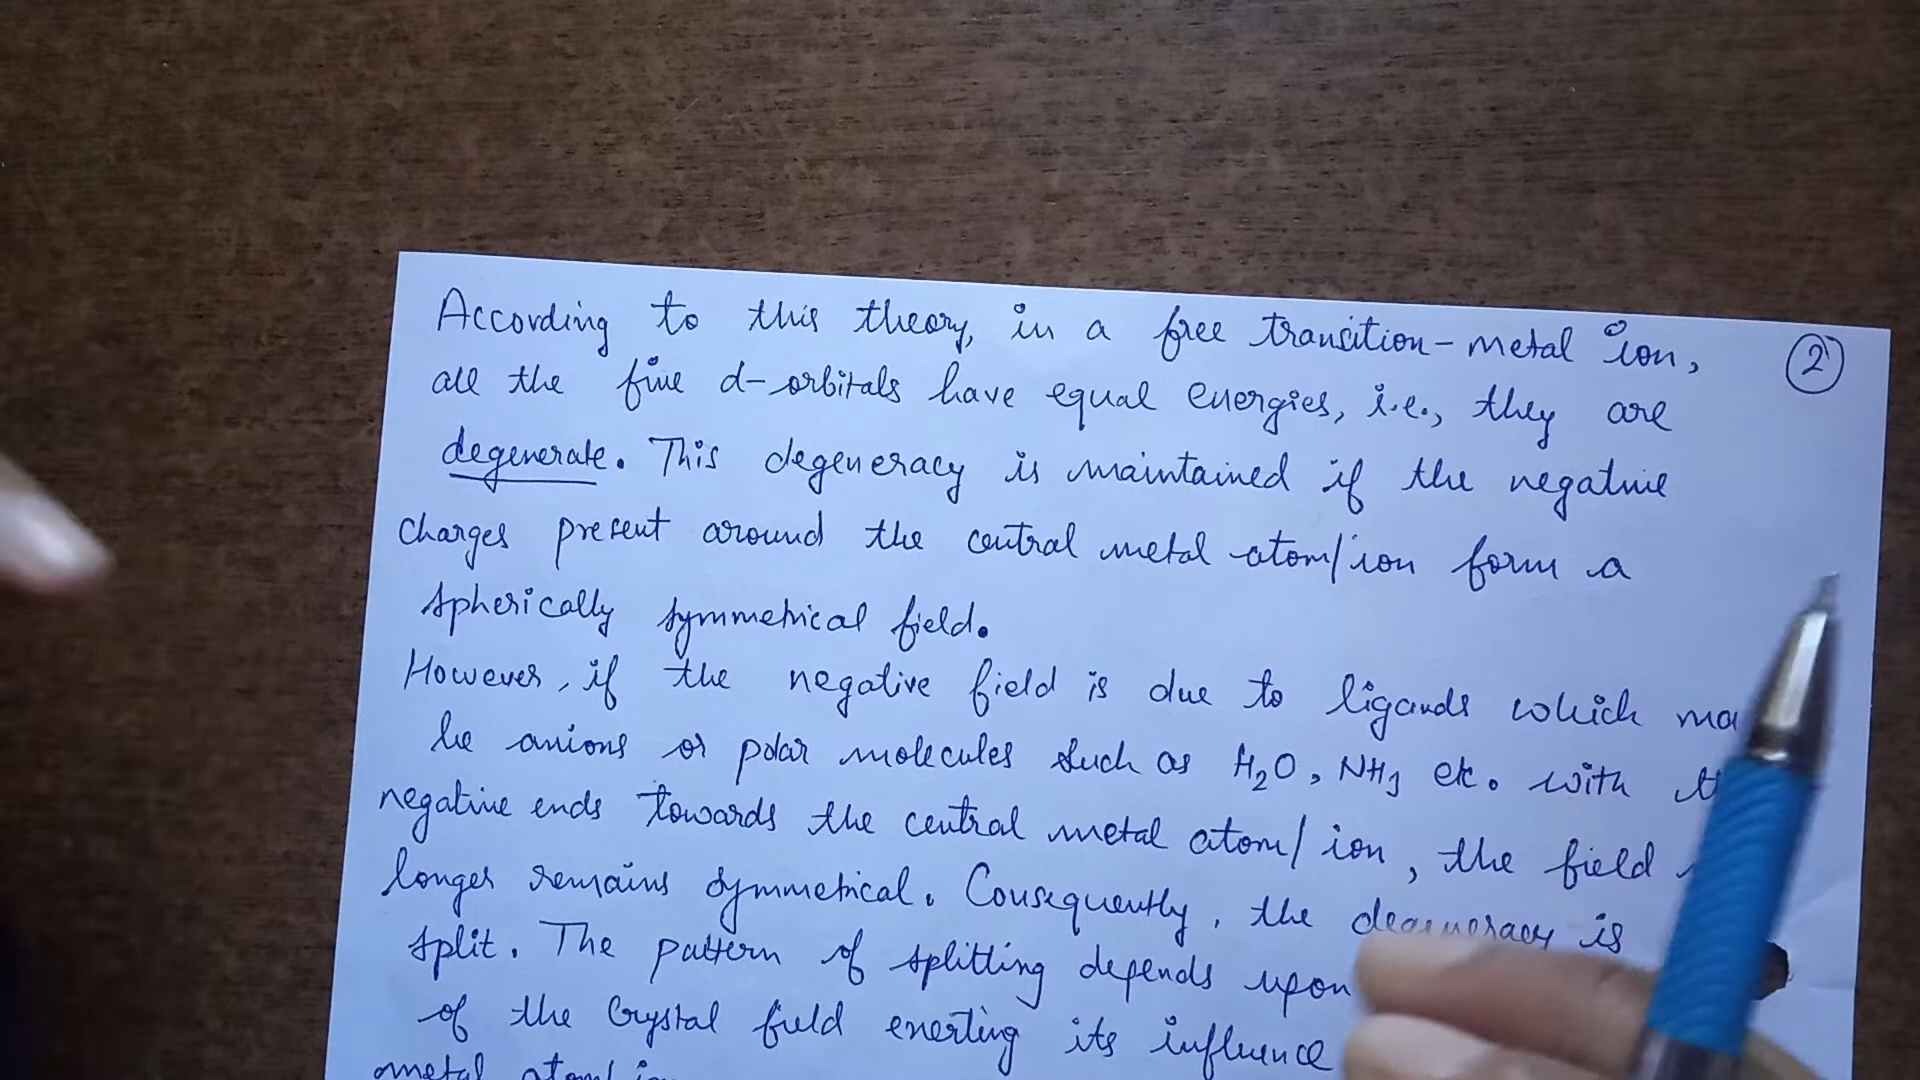 According to this theory, in a free transition-metal ion,
②
all the five d-orbitals have equal energies, i.e., they are
degenerate. This degeneracy is maintained if the negative
charges present around the central metal atom/ion form a
spherically symmetrical field.
However, if the negative field is due to ligands which
be anions or polar molecules such as H₂O, NH₃ etc. with
negative ends towards the central metal atom/ion, the field
longer remains symmetrical. Consequently, the degeneracy is
split. The pattern of splitting depends upon
of the Crystal field exerting its influence
metal atom/ion